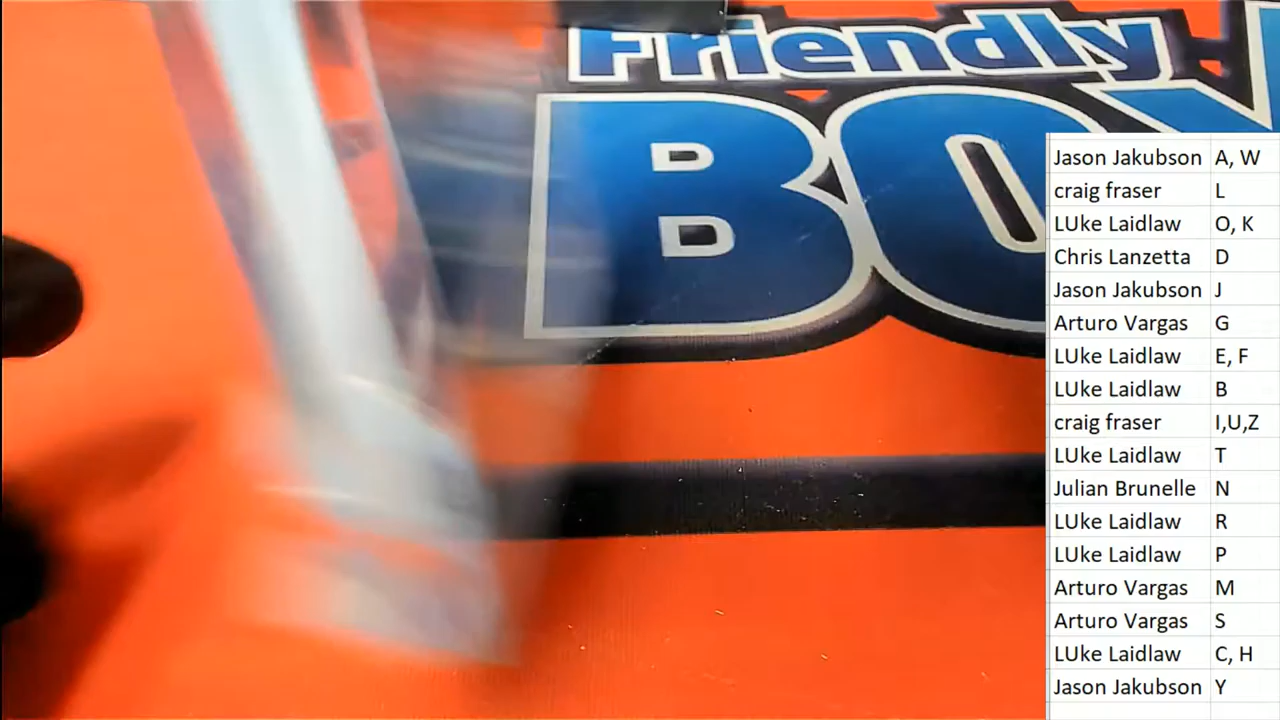 Friendly
BO
Jason Jakubson A, W
craig fraser L
LUke Laidlaw O, K
Chris Lanzetta D
Jason Jakubson J
Arturo Vargas G
LUke Laidlaw E, F
LUke Laidlaw B
craig fraser I,U,Z
LUke Laidlaw T
Julian Brunelle N
LUke Laidlaw R
LUke Laidlaw P
Arturo Vargas M
Arturo Vargas S
LUke Laidlaw C, H
Jason Jakubson Y